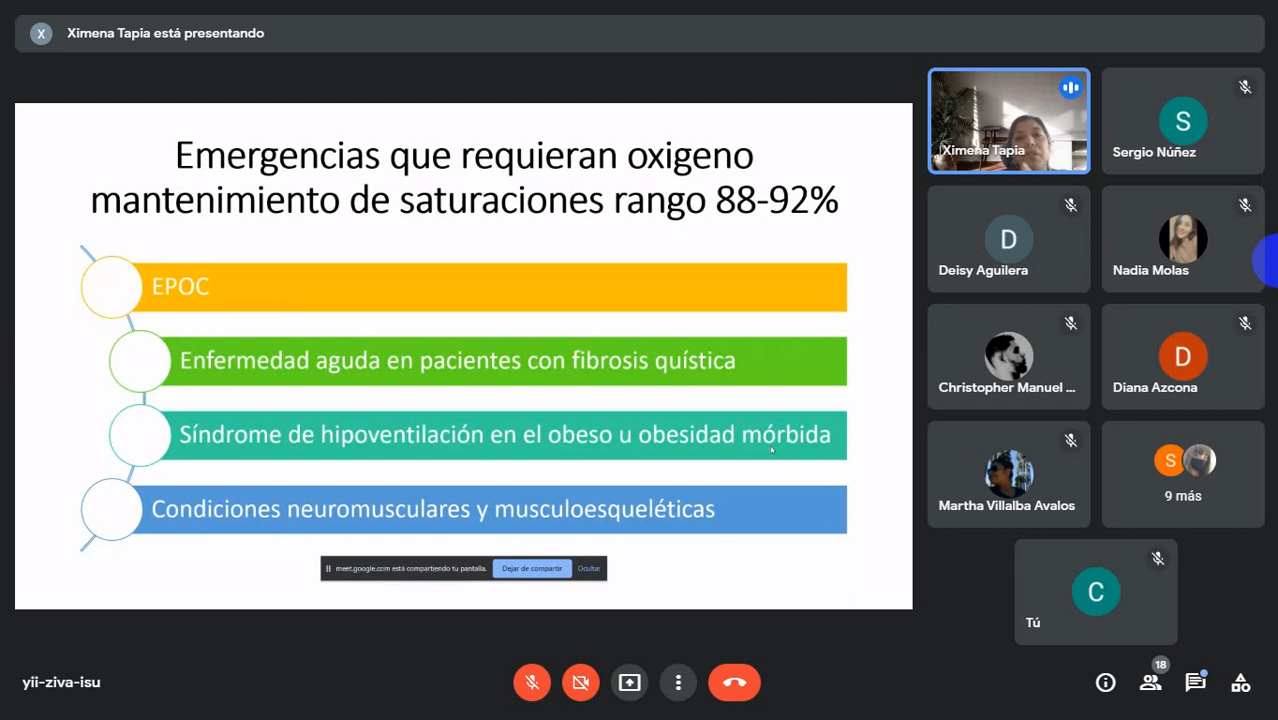 X
Ximena Tapia está presentando
Emergencias que requieran oxigeno
mantenimiento de saturaciones rango 88-92%
EPOC
Enfermedad aguda en pacientes con fibrosis quística
Síndrome de hipoventilación en el obeso u obesidad mórbida
Condiciones neuromusculares y musculoesqueléticas
meet.google.com está compartiendo tu pantalla.
Dejar de compartir
Ocultar
Ximena Tapia
S
Sergio Núñez
D
Deisy Aguilera
Nadia Molas
Christopher Manuel ...
D
Diana Azcona
Martha Villalba Avalos
S
9 más
C
Tú
yii-ziva-isu
18